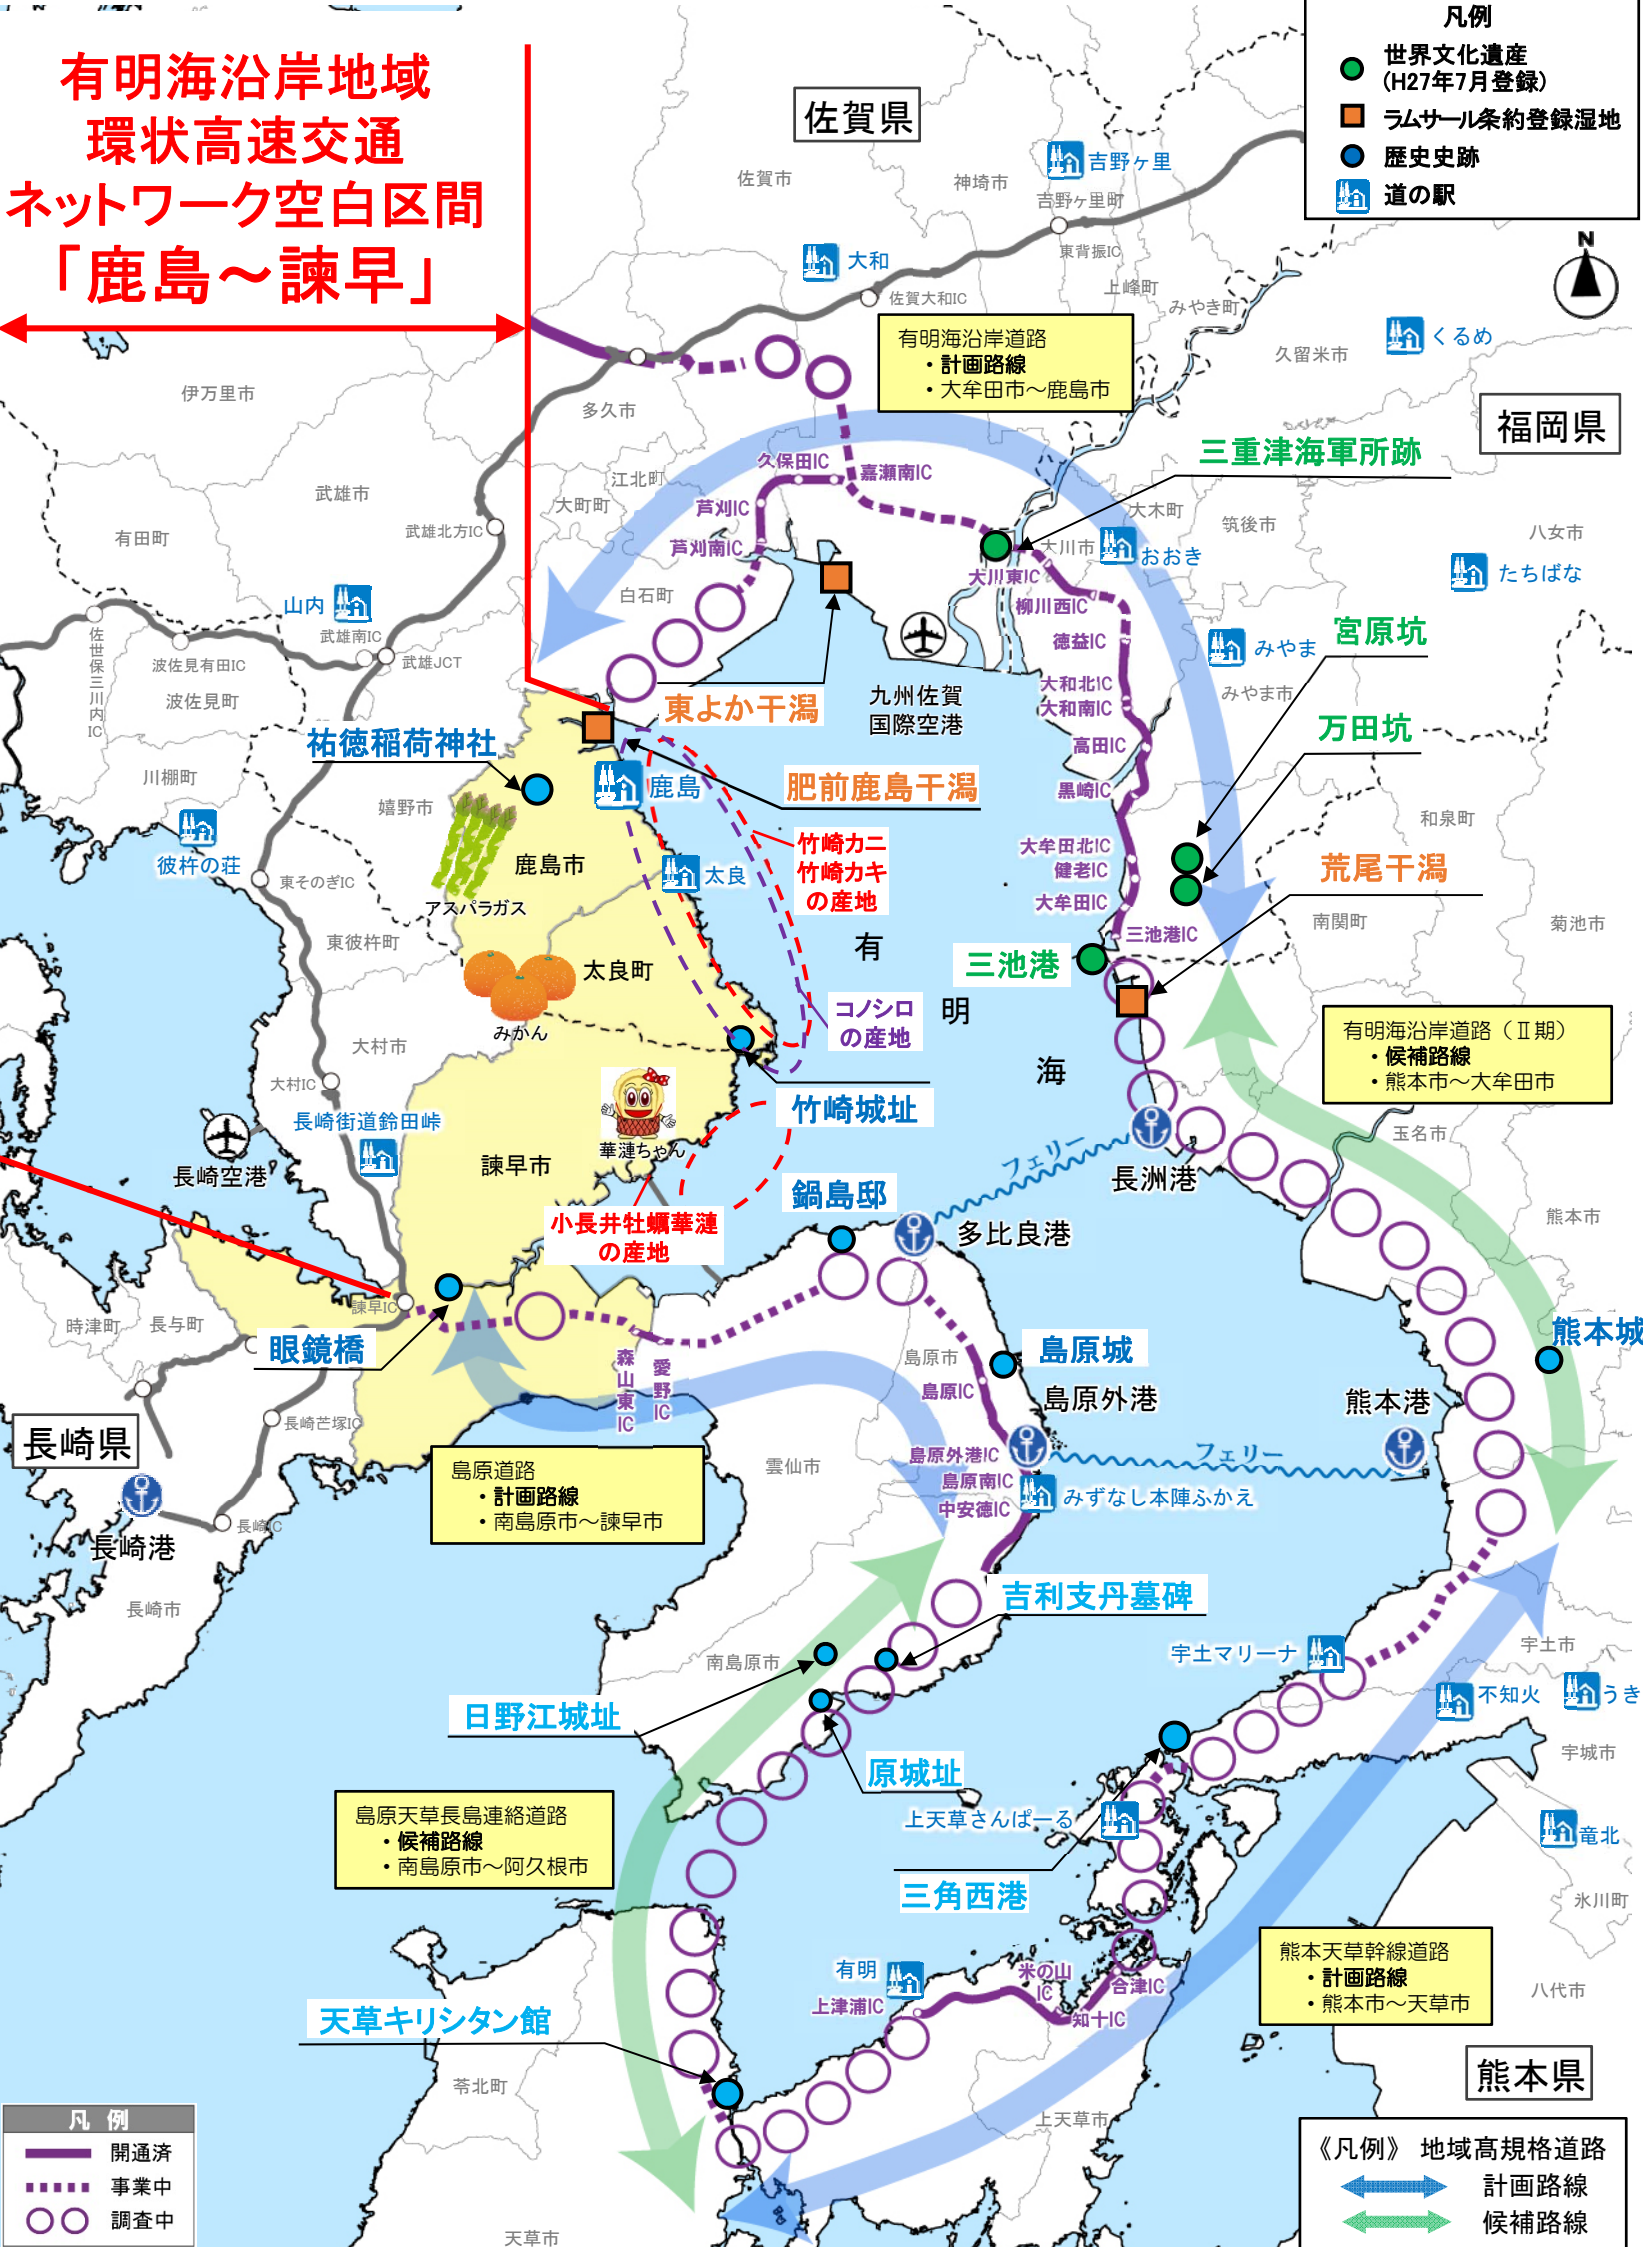 有明海沿岸地域
環状高速交通
ネットワーク空白区間
「鹿島～諫早」
凡例
世界文化遺産
(H27年7月登録)
ラムサール条約登録湿地
歴史史跡
道の駅
N
佐賀県
佐賀市
神埼市
吉野ヶ里
吉野ヶ里町
東背振IC
大和
佐賀大和IC
上峰町
みやき町
久留米市
くるめ
有明海沿岸道路
・計画路線
・大牟田市～鹿島市
福岡県
伊万里市
多久市
武雄市
江北町
大町町
有田町
武雄北方IC
久保田IC
嘉瀬南IC
芦刈IC
芦刈南IC
三重津海軍所跡
大木町
筑後市
八女市
大川市
おおき
たちばな
大川東IC
柳川西IC
徳益IC
宮原坑
みやま
みやま市
大和北IC
大和南IC
万田坑
高田IC
黒崎IC
白石町
山内
武雄南IC
武雄JCT
佐世保三川内IC
波佐見有田IC
波佐見町
東よか干潟
九州佐賀
国際空港
祐徳稲荷神社
川棚町
嬉野市
鹿島
肥前鹿島干潟
和泉町
大牟田北IC
健老IC
大牟田IC
荒尾干潟
竹崎カニ
竹崎カキ
の産地
彼杵の荘
東そのぎIC
鹿島市
太良
アスパラガス
東彼杵町
南関町
菊池市
三池港IC
三池港
有
明
海
太良町
コノシロ
の産地
みかん
大村市
大村IC
有明海沿岸道路（Ⅱ期）
・候補路線
・熊本市～大牟田市
竹崎城址
長崎街道鈴田峠
華漣ちゃん
諫早市
長崎空港
玉名市
フェリー
長洲港
鍋島邸
小長井牡蠣華漣
の産地
多比良港
熊本市
諫早IC
時津町
長与町
眼鏡橋
森山東IC
愛野IC
島原市
島原IC
島原城
島原外港
熊本城
熊本港
長崎県
長崎芒塚IC
島原道路
・計画路線
・南島原市～諫早市
雲仙市
島原外港IC
島原南IC
中安徳IC
フェリー
みずなし本陣ふかえ
長崎IC
長崎港
長崎市
吉利支丹墓碑
南島原市
宇土マリーナ
宇土市
不知火
うき
日野江城址
原城址
宇城市
島原天草長島連絡道路
・候補路線
・南島原市～阿久根市
上天草さんぱーる
竜北
三角西港
氷川町
熊本天草幹線道路
・計画路線
・熊本市～天草市
有明
米の山IC
合津IC
上津浦IC
知十IC
八代市
天草キリシタン館
熊本県
苓北町
上天草市
天草市
凡 例
開通済
事業中
調査中
《凡例》 地域高規格道路
計画路線
候補路線